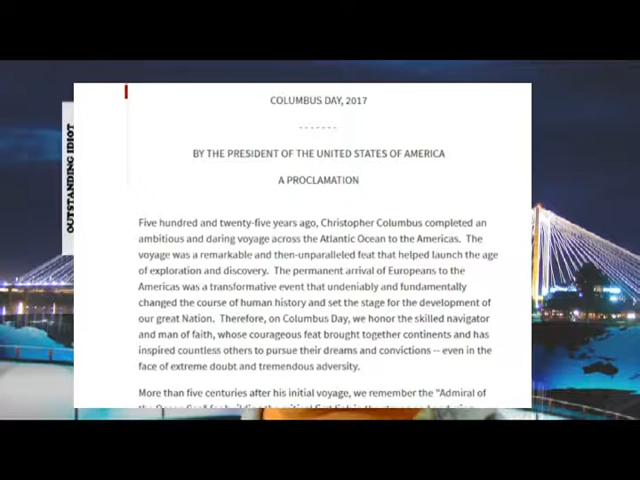 OUTSTANDING IDIOT
COLUMBUS DAY, 2017
- - - - - - -
BY THE PRESIDENT OF THE UNITED STATES OF AMERICA
A PROCLAMATION
Five hundred and twenty-five years ago, Christopher Columbus completed an
ambitious and daring voyage across the Atlantic Ocean to the Americas. The
voyage was a remarkable and then-unparalleled feat that helped launch the age
of exploration and discovery. The permanent arrival of Europeans to the
Americas was a transformative event that undeniably and fundamentally
changed the course of human history and set the stage for the development of
our great Nation. Therefore, on Columbus Day, we honor the skilled navigator
and man of faith, whose courageous feat brought together continents and has
inspired countless others to pursue their dreams and convictions -- even in the
face of extreme doubt and tremendous adversity.
More than five centuries after his initial voyage, we remember the "Admiral of